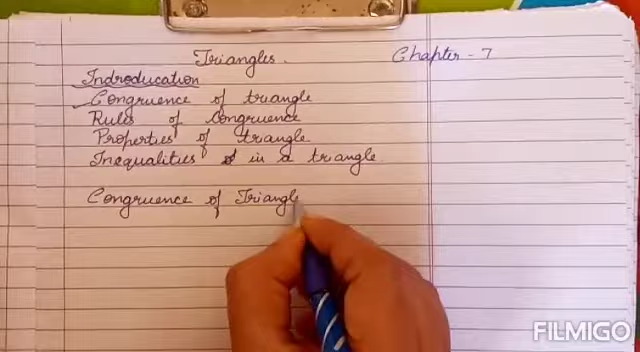 Triangles. Chapter - 7
Indroducation
Congruence of triangle
Rules of congruence
Properties of triangle
Inequalities in a triangle
Congruence of Triangle
FILMIGO